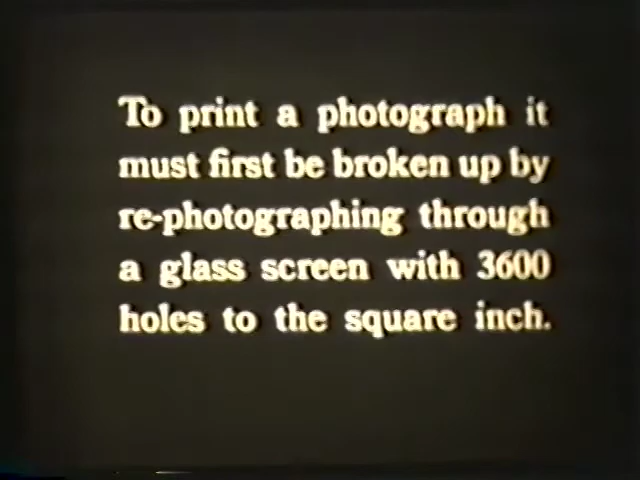 To print a photograph it
must first be broken up by
re-photographing through
a glass screen with 3600
holes to the square inch.